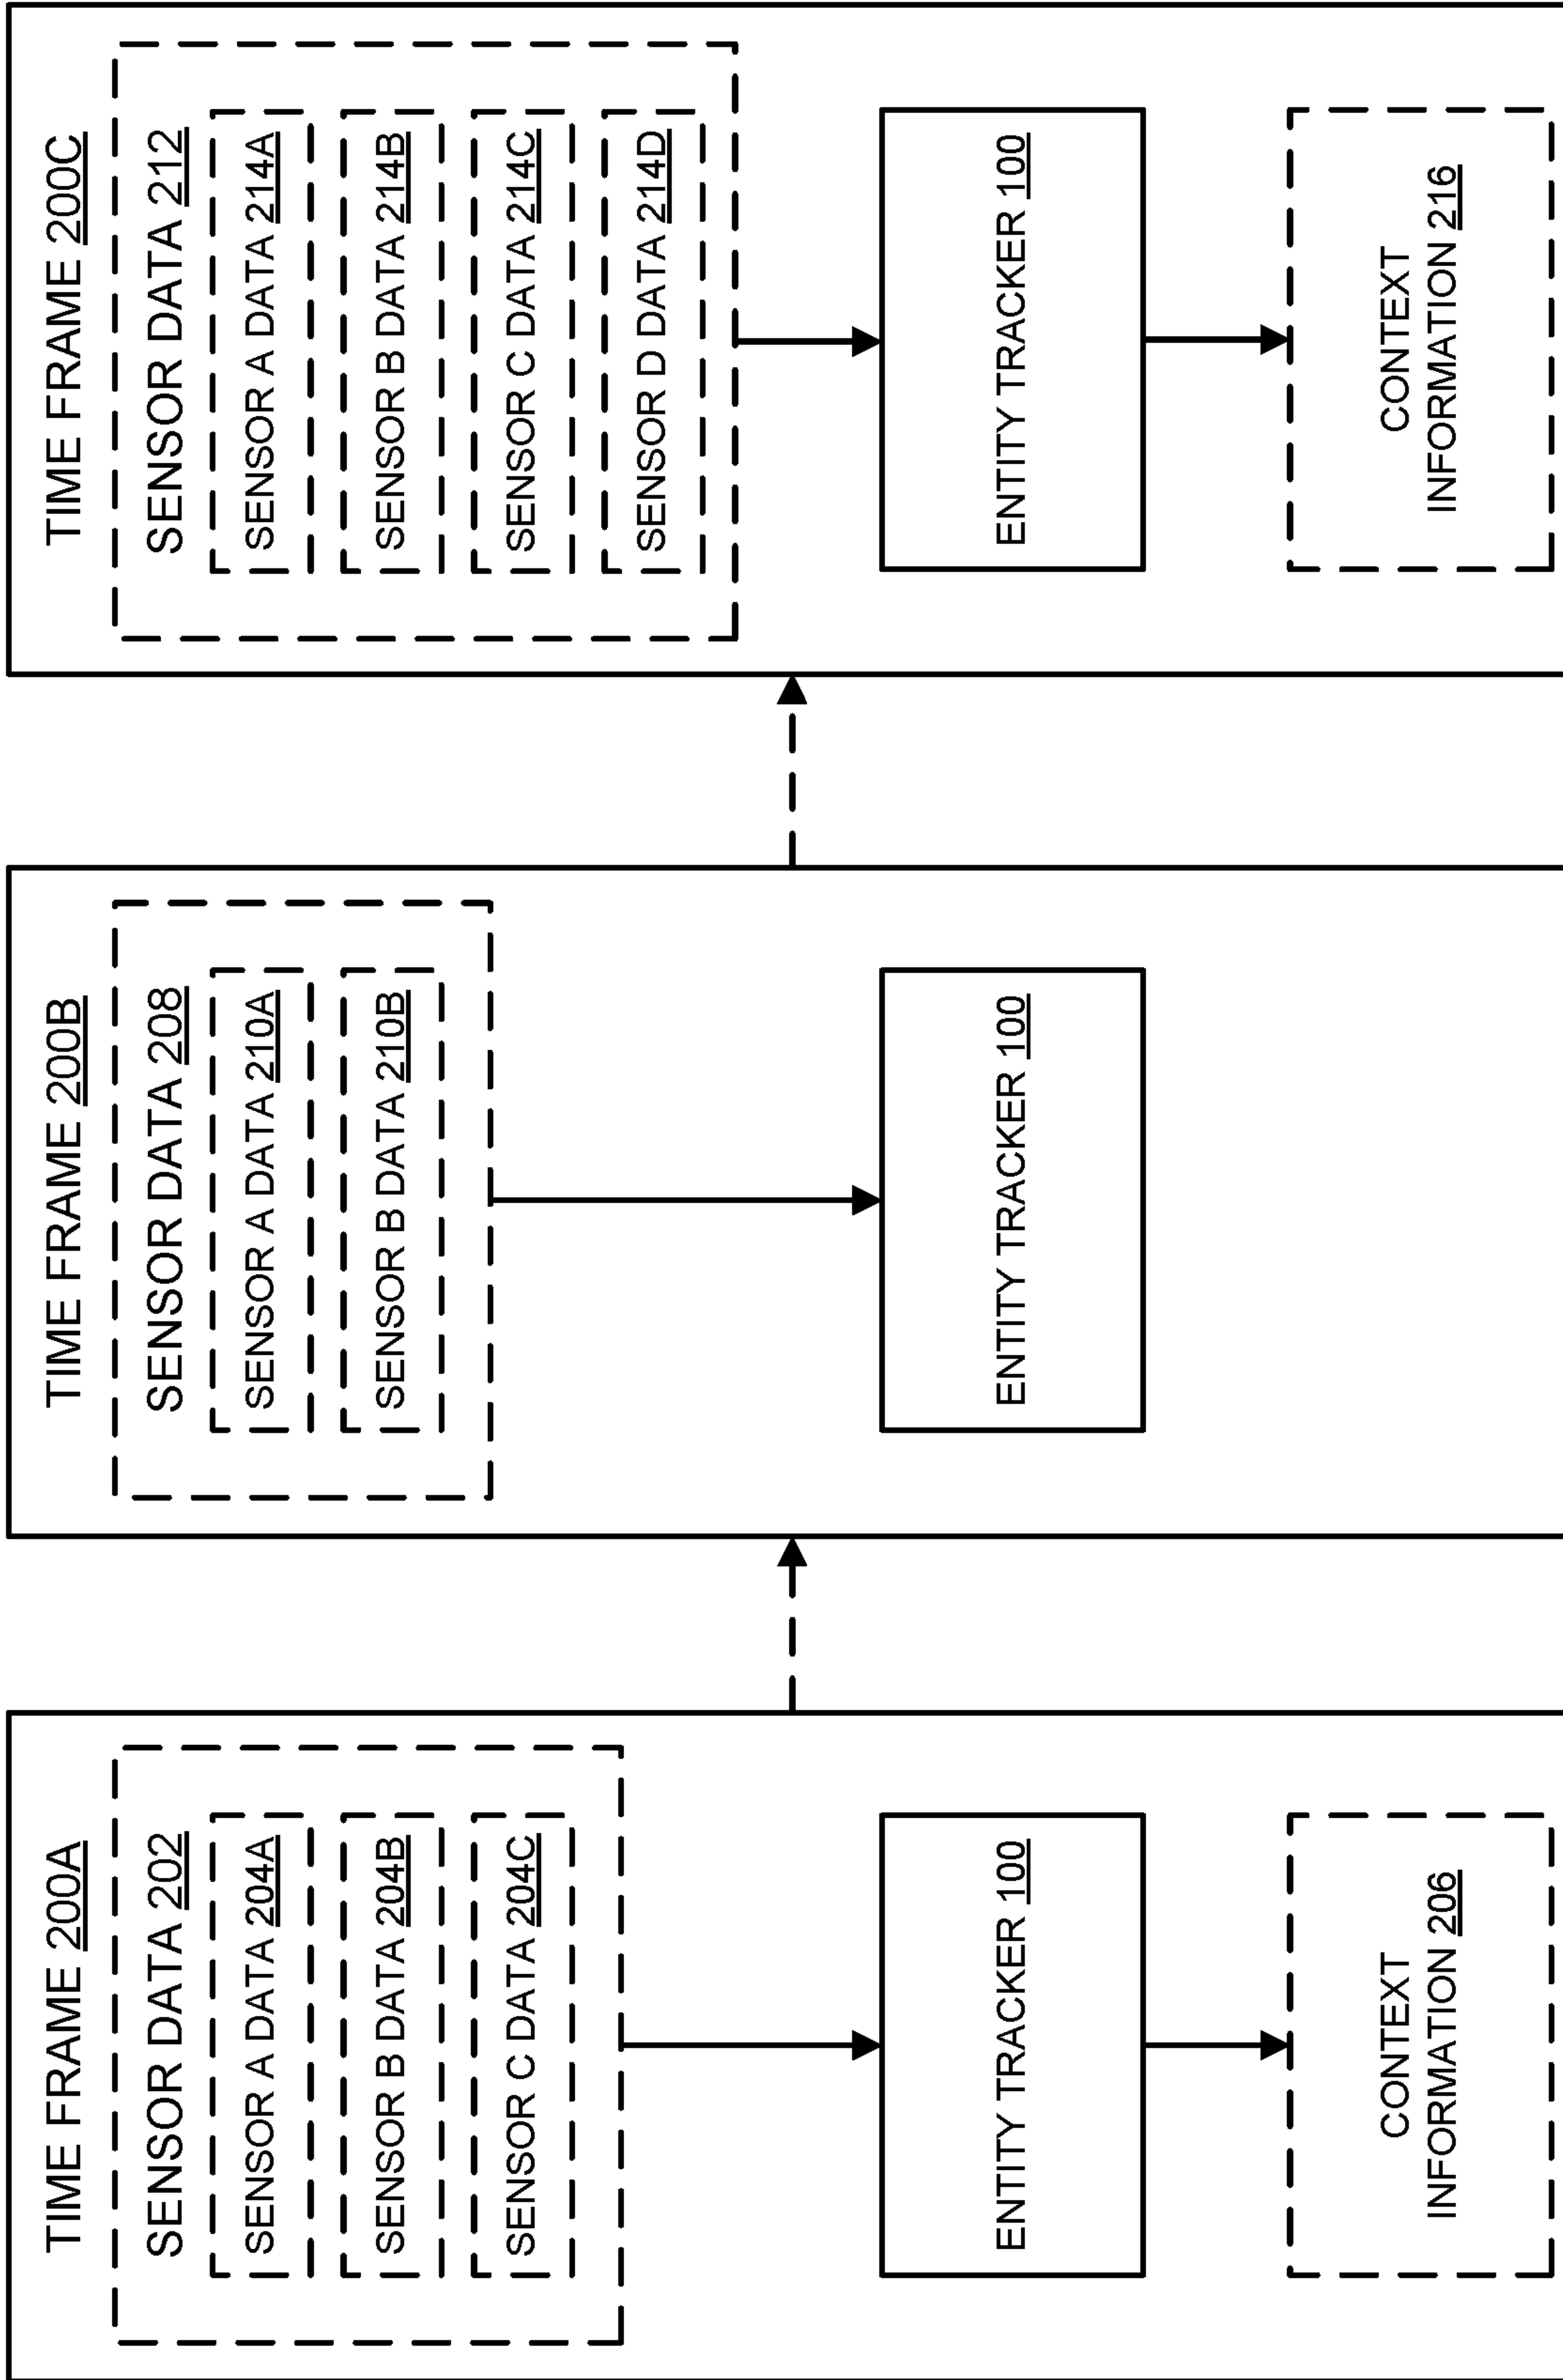 TIME FRAME 200A
SENSOR DATA 202
SENSOR A DATA 204A
SENSOR B DATA 204B
SENSOR C DATA 204C
ENTITY TRACKER 100
CONTEXT
INFORMATION 206
TIME FRAME 200B
SENSOR DATA 208
SENSOR A DATA 210A
SENSOR B DATA 210B
ENTITY TRACKER 100
TIME FRAME 200C
SENSOR DATA 212
SENSOR A DATA 214A
SENSOR B DATA 214B
SENSOR C DATA 214C
SENSOR D DATA 214D
ENTITY TRACKER 100
CONTEXT
INFORMATION 216